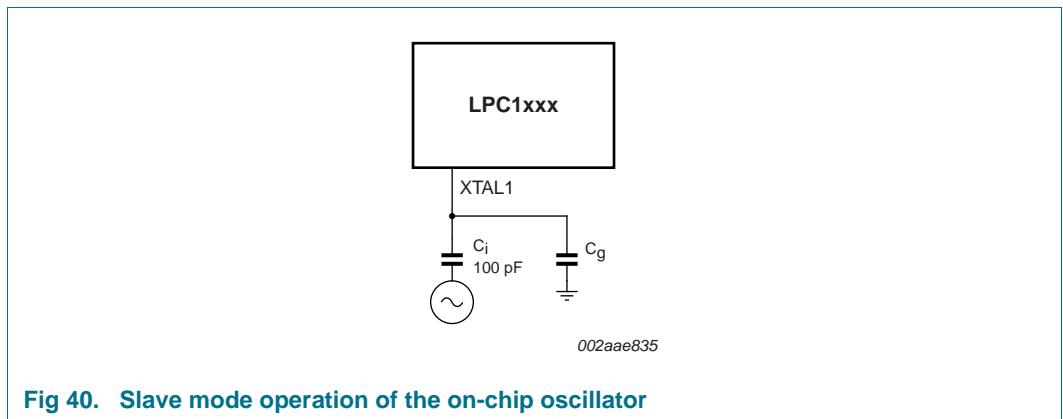 LPC1xxx
XTAL1
Ci
100 pF
Cg
002aae835
Fig 40. Slave mode operation of the on-chip oscillator